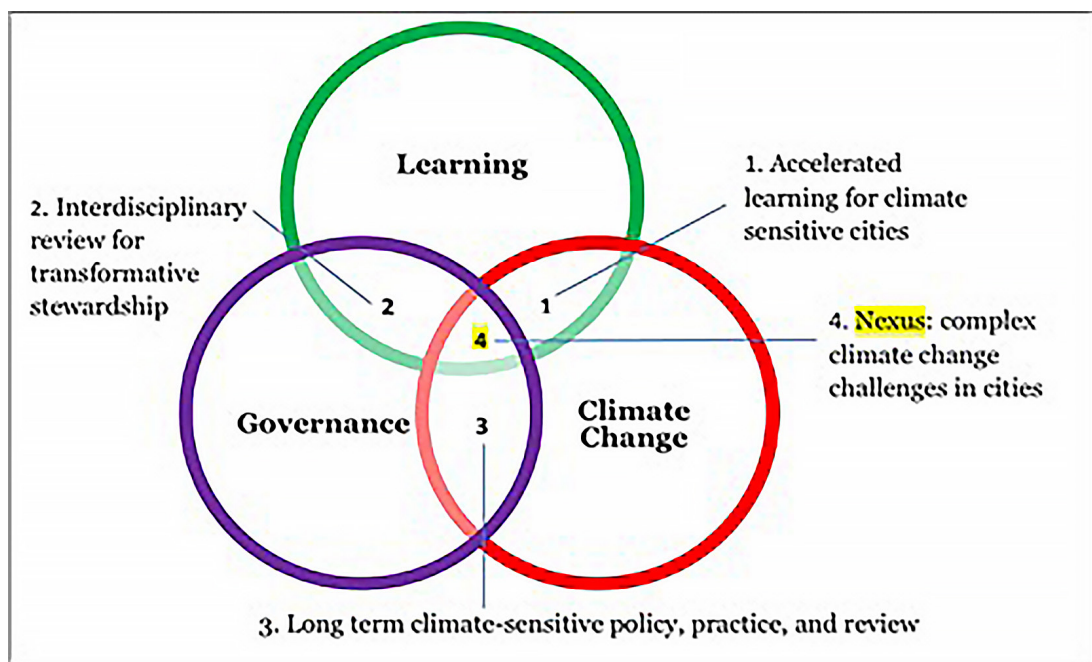 Learning
1. Accelerated
learning for climate
sensitive cities
2. Interdisciplinary
review for
transformative
stewardship
2
1
4
4. Nexus: complex
climate change
challenges in cities
Governance
3
Climate
Change
3. Long term climate-sensitive policy, practice, and review